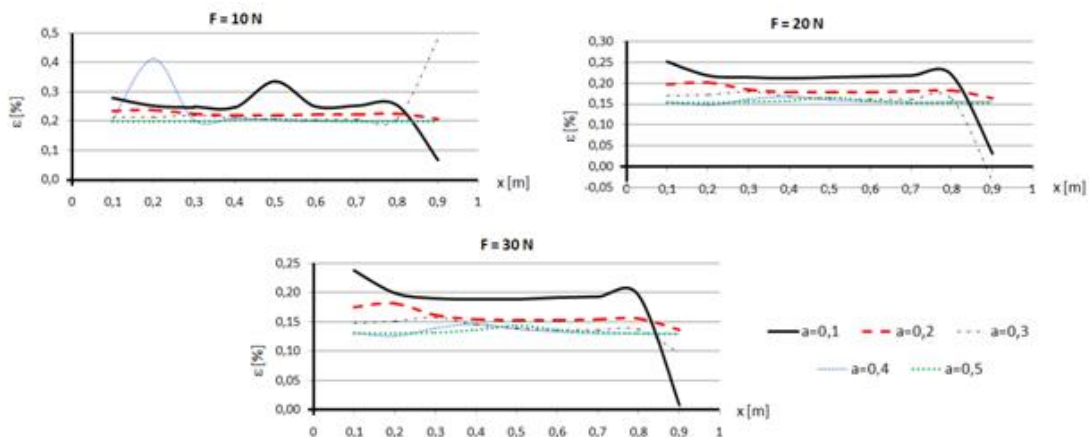 F = 10 N
0,5
0,4
0,3
0,2
0,1
0,0
ε [%]
0 0,1 0,2 0,3 0,4 0,5 0,6 0,7 0,8 0,9 1
x [m]
F = 20 N
0,30
0,25
0,20
0,15
0,10
0,05
0,00
-0,05
ε [%]
0 0,1 0,2 0,3 0,4 0,5 0,6 0,7 0,8 0,9 1
x [m]
F = 30 N
0,25
0,20
0,15
0,10
0,05
0,00
ε [%]
0 0,1 0,2 0,3 0,4 0,5 0,6 0,7 0,8 0,9 1
x [m]
a=0,1 a=0,2 a=0,3
a=0,4 a=0,5